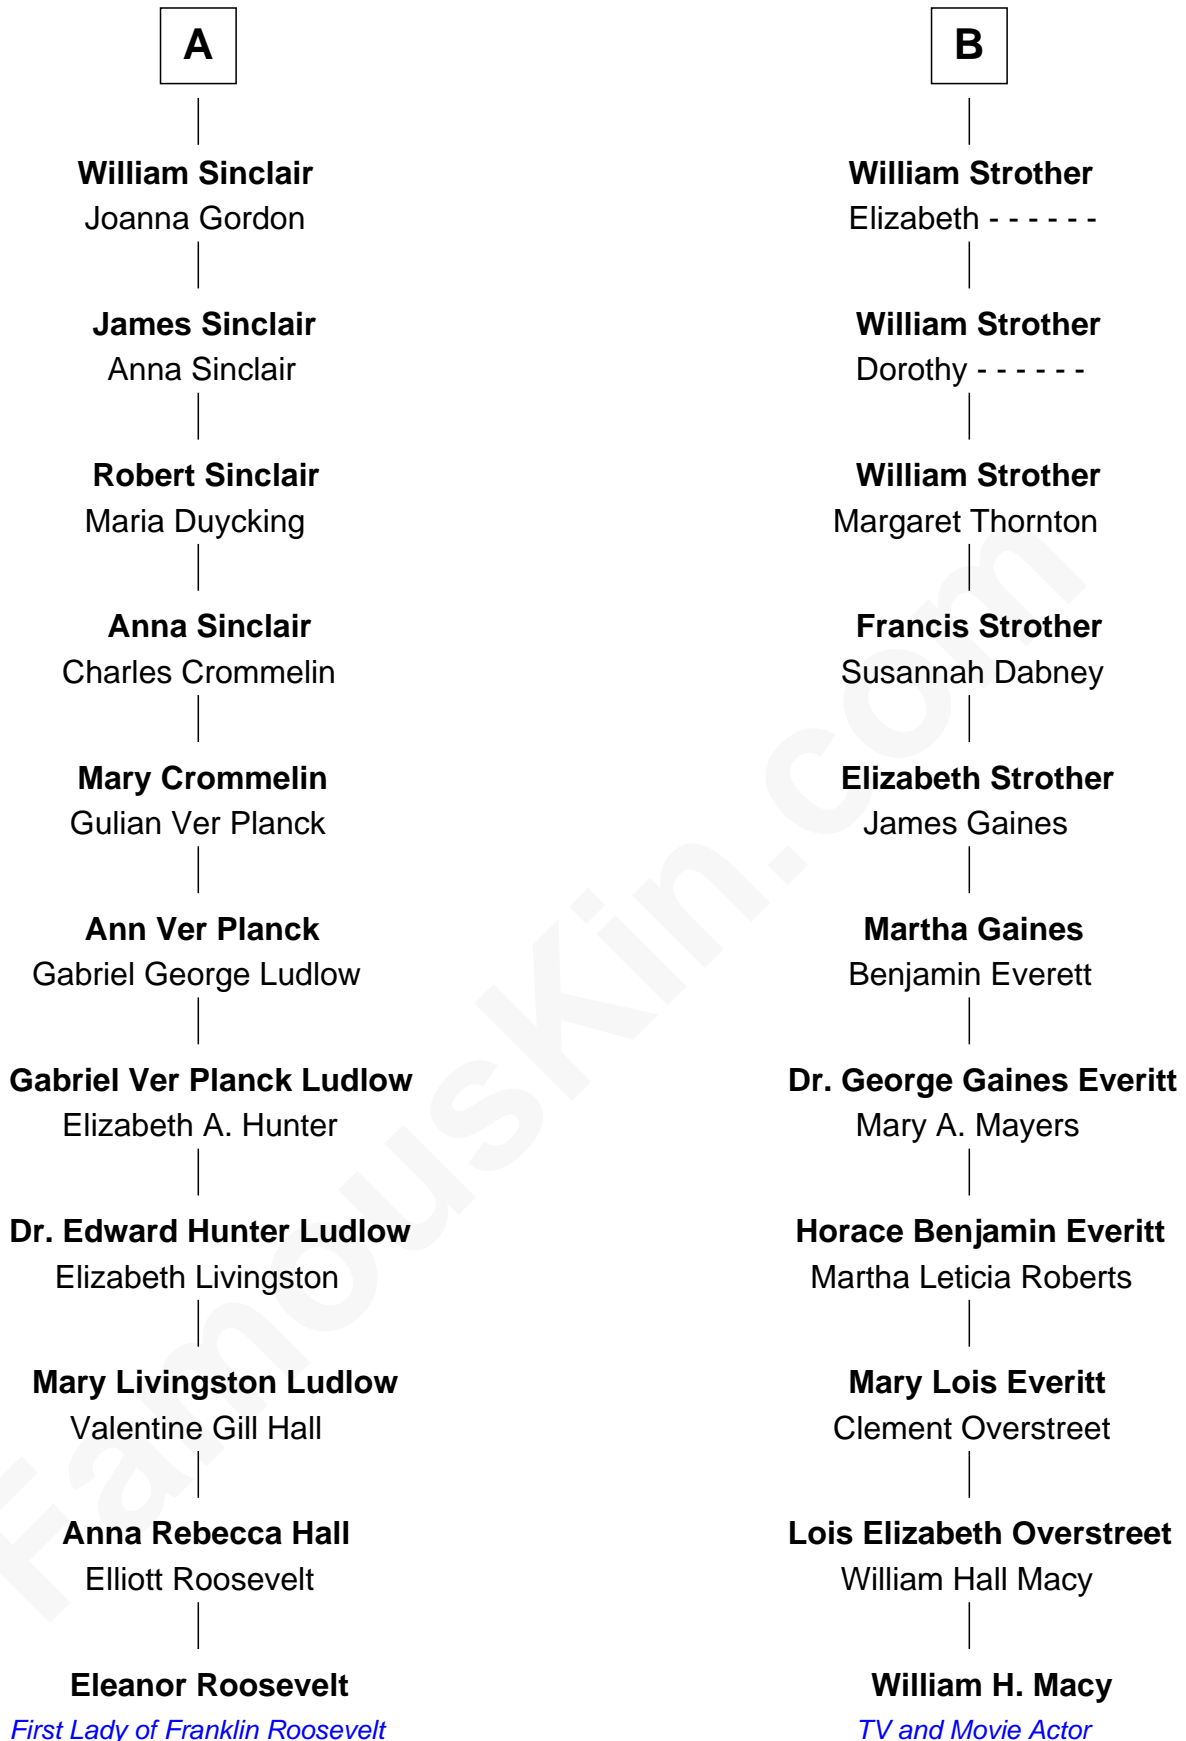 A
William Sinclair
Joanna Gordon
James Sinclair
Anna Sinclair
Robert Sinclair
Maria Duycking
Anna Sinclair
Charles Crommelin
Mary Crommelin
Gulian Ver Planck
Ann Ver Planck
Gabriel George Ludlow
Gabriel Ver Planck Ludlow
Elizabeth A. Hunter
Dr. Edward Hunter Ludlow
Elizabeth Livingston
Mary Livingston Ludlow
Valentine Gill Hall
Anna Rebecca Hall
Elliott Roosevelt
Eleanor Roosevelt
First Lady of Franklin Roosevelt
B
William Strother
Elizabeth - - - - - -
William Strother
Dorothy - - - - - -
William Strother
Margaret Thornton
Francis Strother
Susannah Dabney
Elizabeth Strother
James Gaines
Martha Gaines
Benjamin Everett
Dr. George Gaines Everitt
Mary A. Mayers
Horace Benjamin Everitt
Martha Leticia Roberts
Mary Lois Everitt
Clement Overstreet
Lois Elizabeth Overstreet
William Hall Macy
William H. Macy
TV and Movie Actor
FamousKin.com